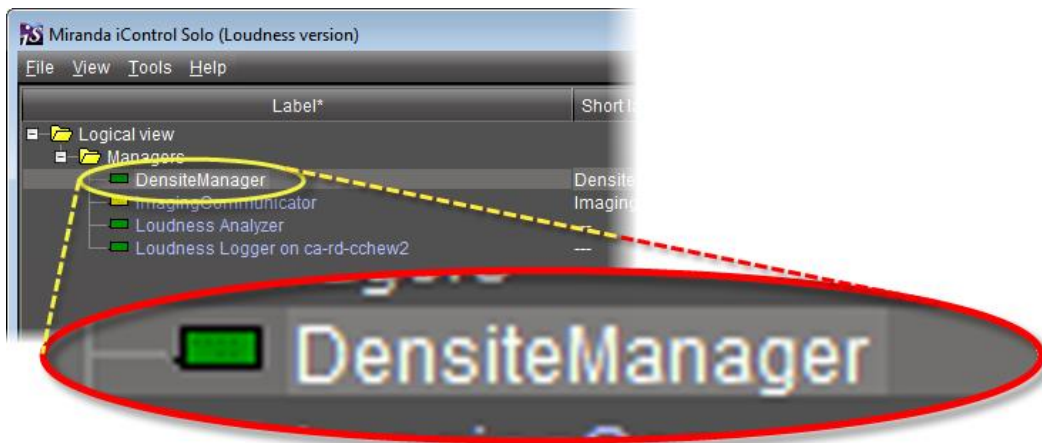 Miranda iControl Solo (Loudness version)
File View Tools Help
Label* Short
Logical view
Managers
DensiteManager Densite
ImagingCommunicator Imaging
Loudness Analyzer ---
Loudness Logger on ca-rd-cchew2 ---
DensiteManager